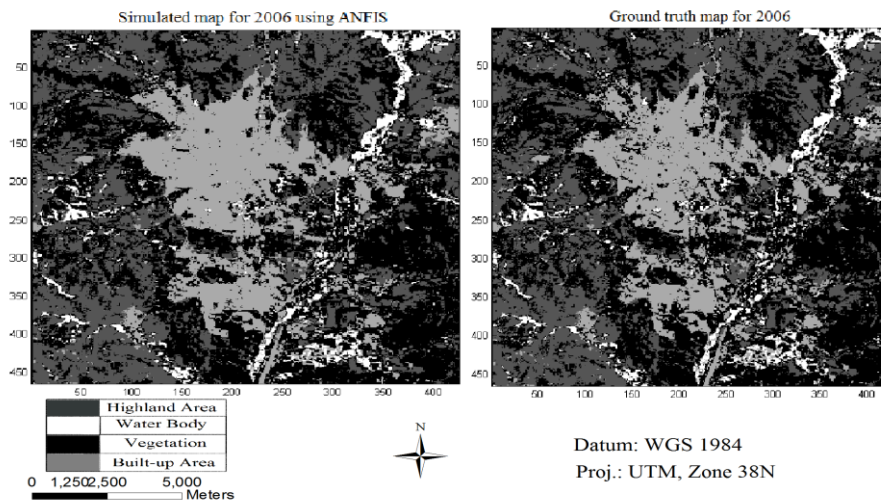 Simulated map for 2006 using ANFIS
Ground truth map for 2006
50
100
150
200
250
300
350
400
450
50 100 150 200 250 300 350 400
50
100
150
200
250
300
350
400
450
50 100 150 200 250 300 350 400
Highland Area
Water Body
Vegetation
Built-up Area
0 1,250 2,500 5,000
Meters
N
Datum: WGS 1984
Proj.: UTM, Zone 38N